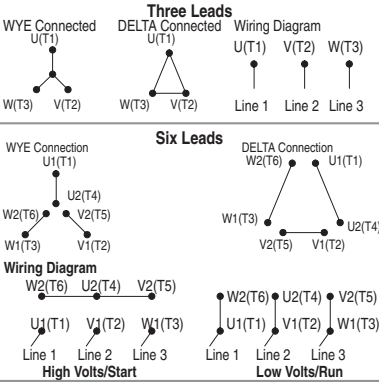 Three Leads
WYE Connected DELTA Connected Wiring Diagram
U(T1) U(T1) U(T1) V(T2) W(T3)
W(T3) V(T2) W(T3) V(T2) Line 1 Line 2 Line 3
Six Leads
WYE Connection DELTA Connection
U1(T1) W2(T6) U1(T1)
U2(T4)
W2(T6) V2(T5) W1(T3) U2(T4)
W1(T3) V1(T2) V2(T5) V1(T2)
Wiring Diagram
W2(T6) U2(T4) V2(T5) W2(T6) U2(T4) V2(T5)
U1(T1) V1(T2) W1(T3) U1(T1) V1(T2) W1(T3)
Line 1 Line 2 Line 3 Line 1 Line 2 Line 3
High Volts/Start Low Volts/Run